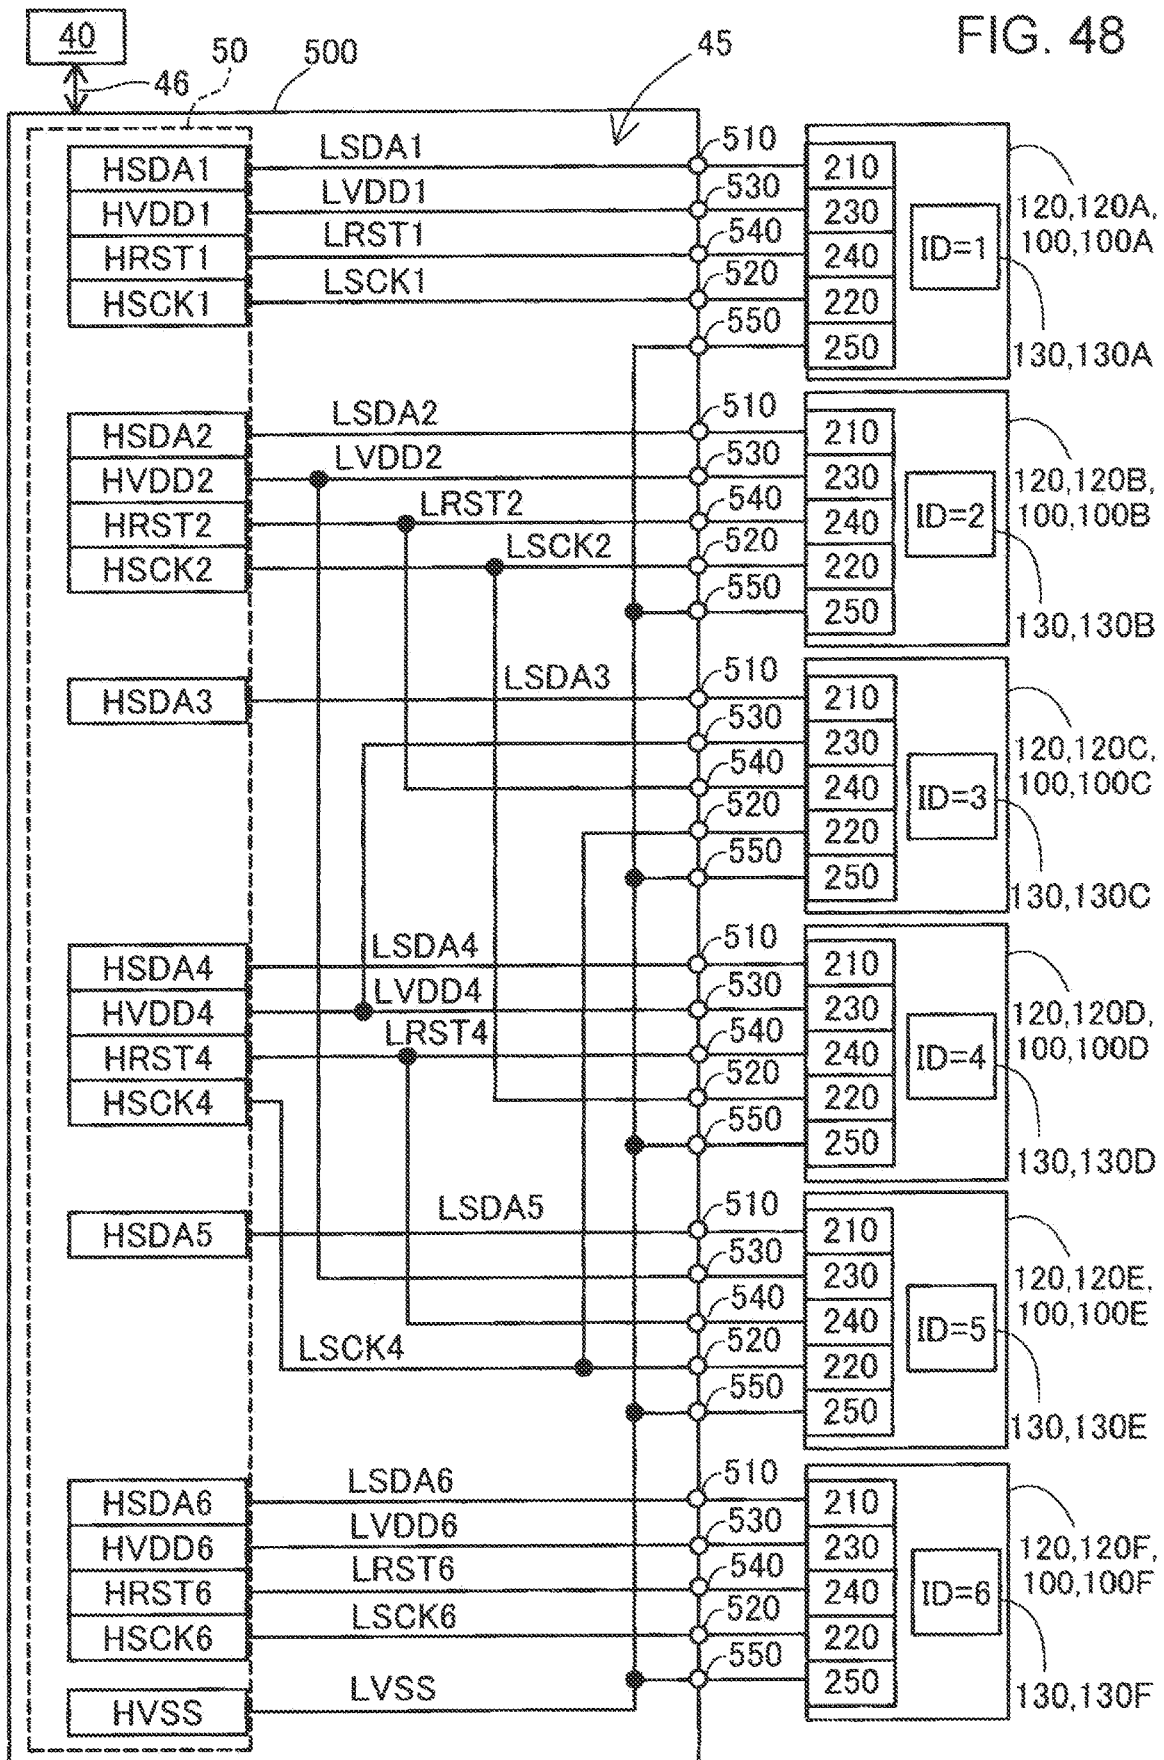 FIG. 48
40
46
50
500
45
HSDA1
LSDA1
510
210
HVDD1
LVDD1
530
230
HRST1
LRST1
540
240
HSCK1
LSCK1
520
220
550
250
ID=1
120,120A,
100,100A
130,130A
HSDA2
LSDA2
510
210
HVDD2
LVDD2
530
230
HRST2
LRST2
540
240
HSCK2
LSCK2
520
220
550
250
ID=2
120,120B,
100,100B
130,130B
HSDA3
LSDA3
510
210
530
230
540
240
520
220
550
250
ID=3
120,120C,
100,100C
130,130C
HSDA4
LSDA4
510
210
HVDD4
LVDD4
530
230
HRST4
LRST4
540
240
HSCK4
520
220
550
250
ID=4
120,120D,
100,100D
130,130D
HSDA5
LSDA5
510
210
530
230
540
240
LSCK4
520
220
550
250
ID=5
120,120E,
100,100E
130,130E
HSDA6
LSDA6
510
210
HVDD6
LVDD6
530
230
HRST6
LRST6
540
240
HSCK6
LSCK6
520
220
550
250
ID=6
120,120F,
100,100F
130,130F
HVSS
LVSS